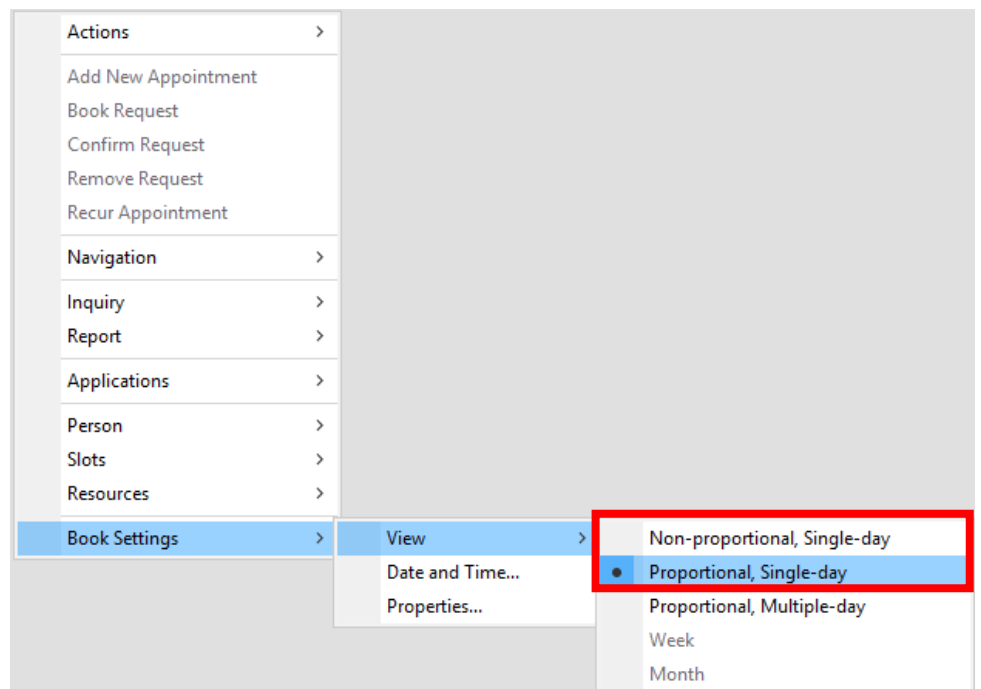 Actions
Add New Appointment
Book Request
Confirm Request
Remove Request
Recur Appointment
Navigation
Inquiry
Report
Applications
Person
Slots
Resources
Book Settings
View
Date and Time...
Properties...
Non-proportional, Single-day
Proportional, Single-day
Proportional, Multiple-day
Week
Month